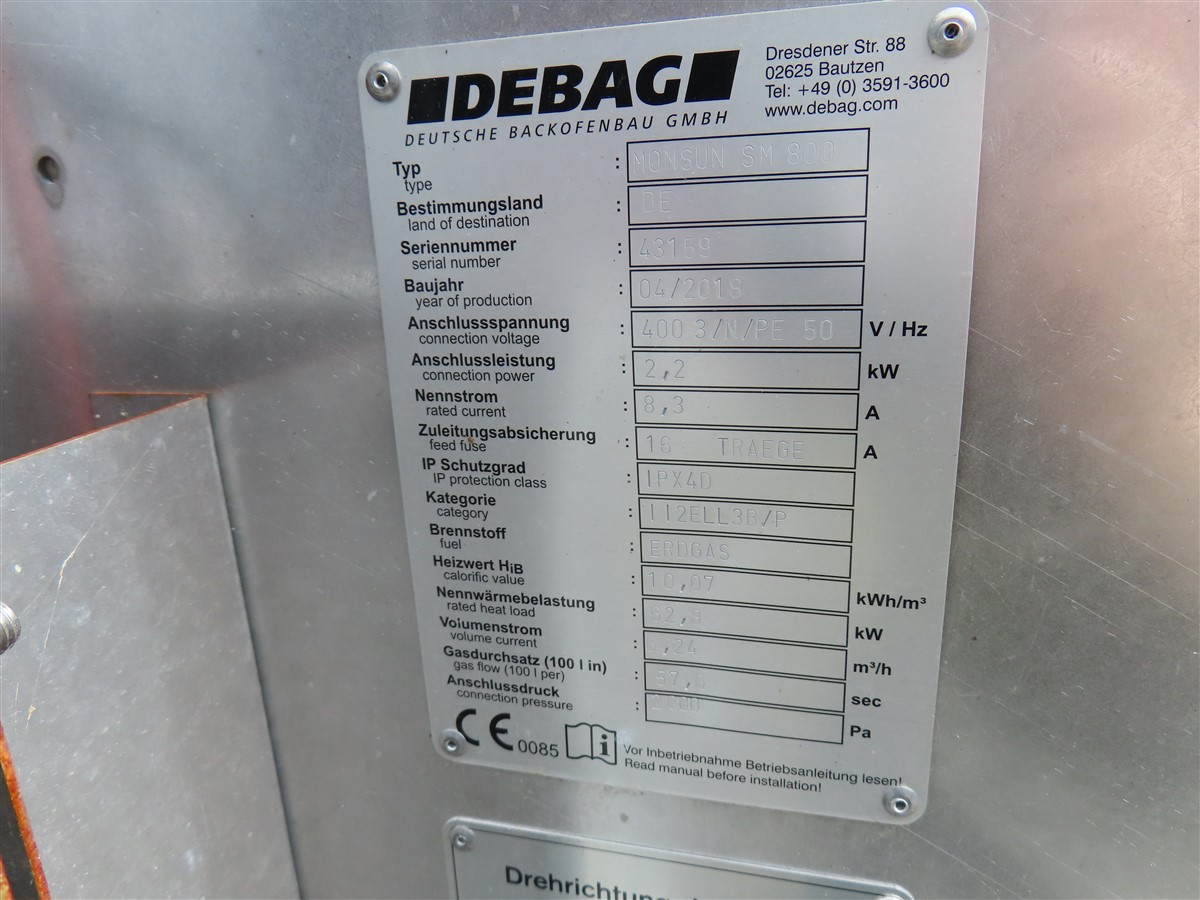 DEBAG
DEUTSCHE BACKOFENBAU GMBH
Dresdener Str. 88
02625 Bautzen
Tel: +49 (0) 3591-3600
www.debag.com
Typ : MONSUN SM 800
type
Bestimmungsland : DE
land of destination
Seriennummer : 43159
serial number
Baujahr : 04/2018
year of production
Anschlussspannung : 400 3/N/PE 50 V / Hz
connection voltage
Anschlussleistung : 2,2 kW
connection power
Nennstrom : 8,3 A
rated current
Zuleitungsabsicherung : 16 TRAEGE A
feed fuse
IP Schutzgrad : IPX4D
IP protection class
Kategorie : II2ELL3B/P
category
Brennstoff : ERDGAS
fuel
Heizwert HiB : 10,07 kWh/m³
calorific value
Nennwärmebelastung : kW
rated heat load
Volumenstrom : m³/h
volume current
Gasdurchsatz (100 l in) : sec
gas flow (100 l per)
Anschlussdruck : 2000 Pa
connection pressure
CE 0085
Vor Inbetriebnahme Betriebsanleitung lesen!
Read manual before installation!
Drehrichtung